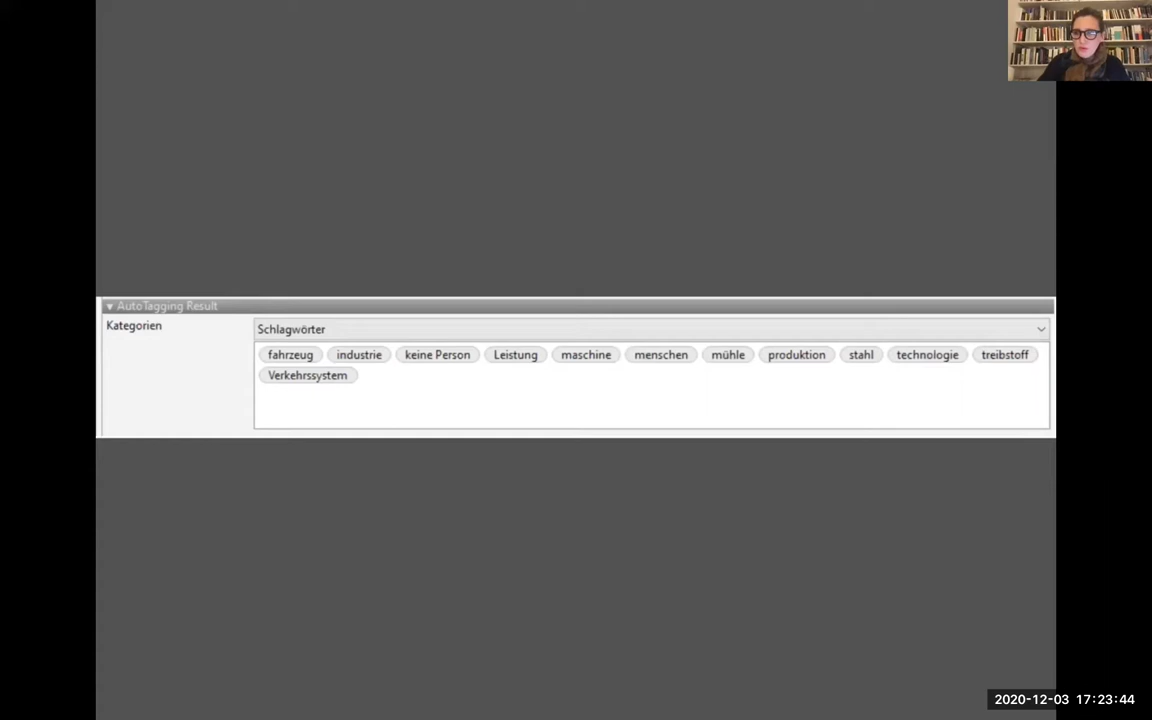 AutoTagging Result
Kategorien
Schlagwörter
fahrzeug industrie keine Person Leistung maschine menschen mühle produktion stahl technologie treibstoff
Verkehrssystem
2020-12-03 17:23:44